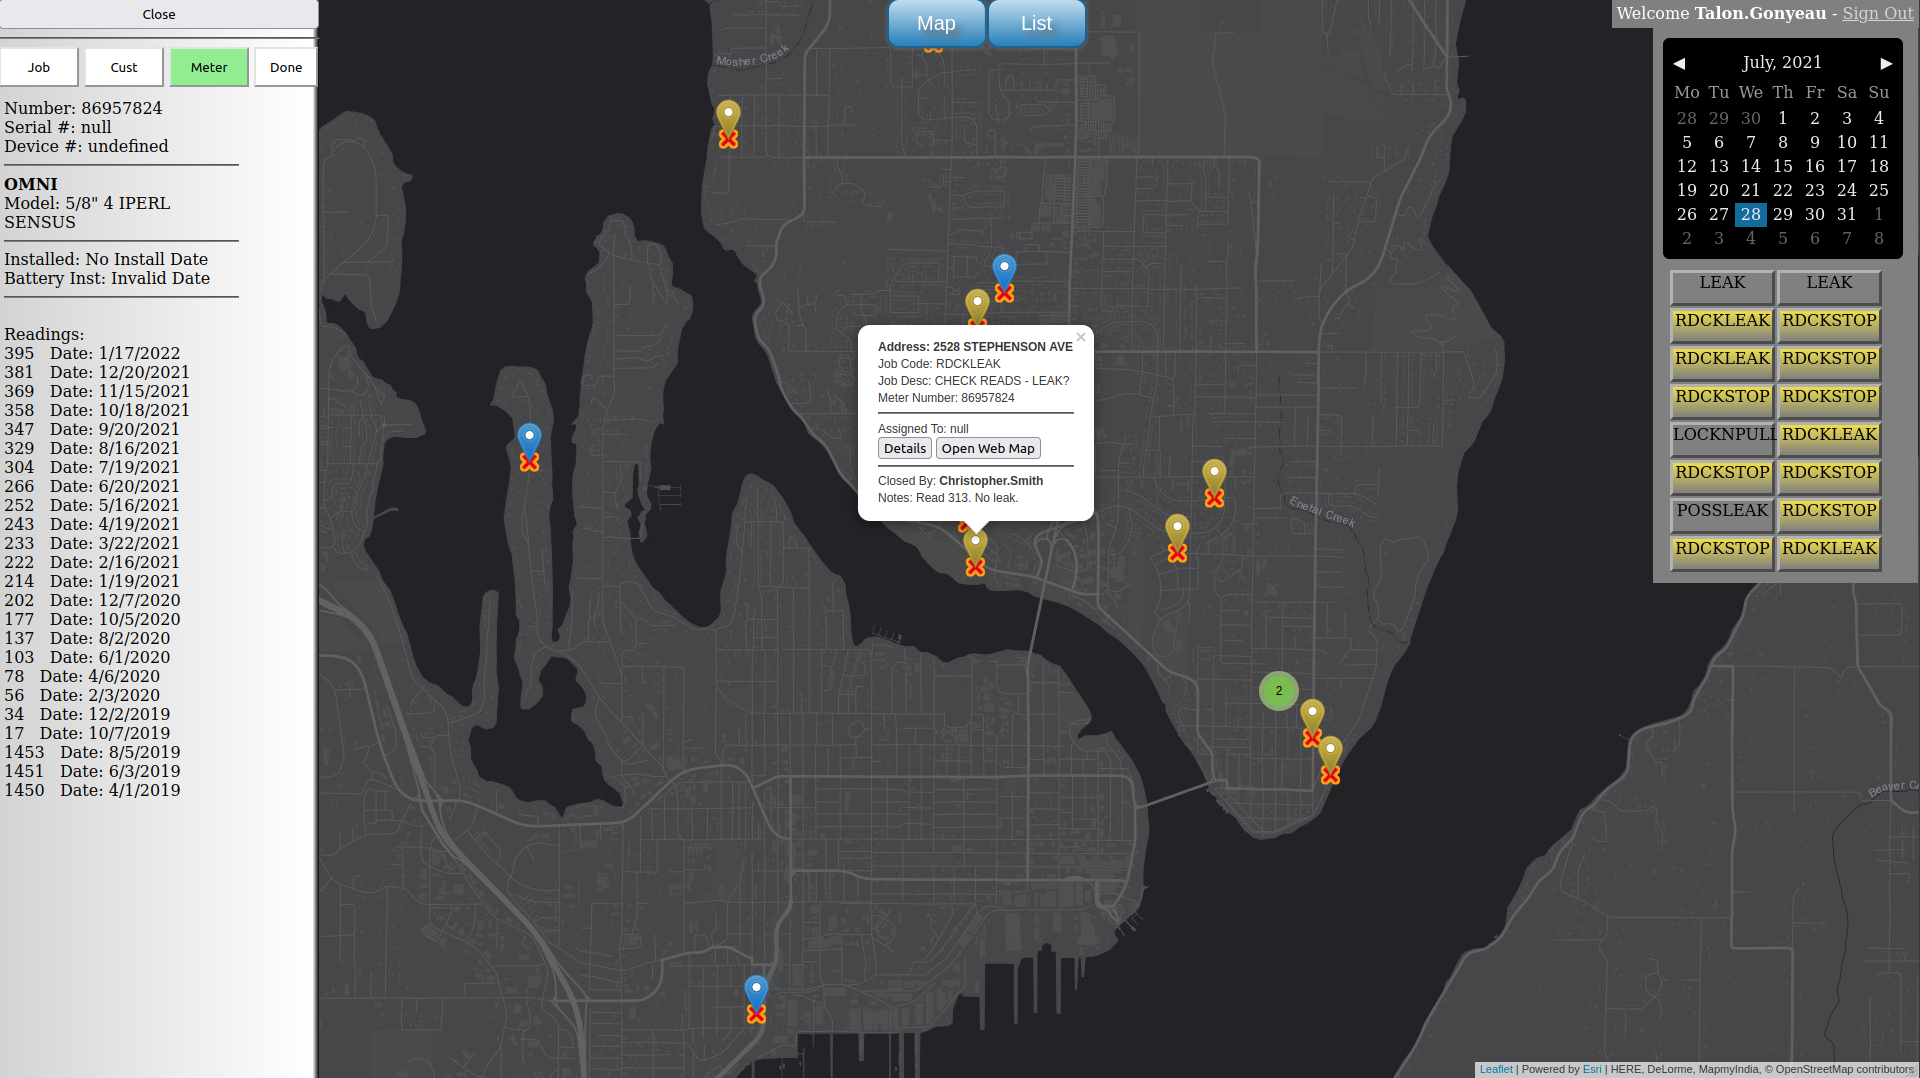 Close
Job Cust Meter Done
Number: 86957824
Serial #: null
Device #: undefined
OMNI
Model: 5/8" 4 IPERL
SENSUS
Installed: No Install Date
Battery Inst: Invalid Date
Readings:
395 Date: 1/17/2022
381 Date: 12/20/2021
369 Date: 11/15/2021
358 Date: 10/18/2021
347 Date: 9/20/2021
329 Date: 8/16/2021
304 Date: 7/19/2021
266 Date: 6/20/2021
252 Date: 5/16/2021
243 Date: 4/19/2021
233 Date: 3/22/2021
222 Date: 2/16/2021
214 Date: 1/19/2021
202 Date: 12/7/2020
177 Date: 10/5/2020
137 Date: 8/2/2020
103 Date: 6/1/2020
78 Date: 4/6/2020
56 Date: 2/3/2020
34 Date: 12/2/2019
17 Date: 10/7/2019
1453 Date: 8/5/2019
1451 Date: 6/3/2019
1450 Date: 4/1/2019
Map List
Mosher Creek
Address: 2528 STEPHENSON AVE
×
Job Code: RDCKLEAK
Job Desc: CHECK READS - LEAK?
Meter Number: 86957824
Assigned To: null
Details Open Web Map
Closed By: Christopher.Smith
Notes: Read 313. No leak.
Enetai Creek
2
Beaver C
Welcome Talon.Gonyeau - Sign Out
◀ July, 2021 ▶
Mo Tu We Th Fr Sa Su
28 29 30 1 2 3 4
5 6 7 8 9 10 11
12 13 14 15 16 17 18
19 20 21 22 23 24 25
26 27 28 29 30 31 1
2 3 4 5 6 7 8
LEAK LEAK
RDCKLEAK RDCKSTOP
RDCKLEAK RDCKSTOP
RDCKSTOP RDCKSTOP
LOCKNPULL RDCKLEAK
RDCKSTOP RDCKSTOP
POSSLEAK RDCKSTOP
RDCKSTOP RDCKLEAK
Leaflet | Powered by Esri | HERE, DeLorme, MapmyIndia, © OpenStreetMap contributors